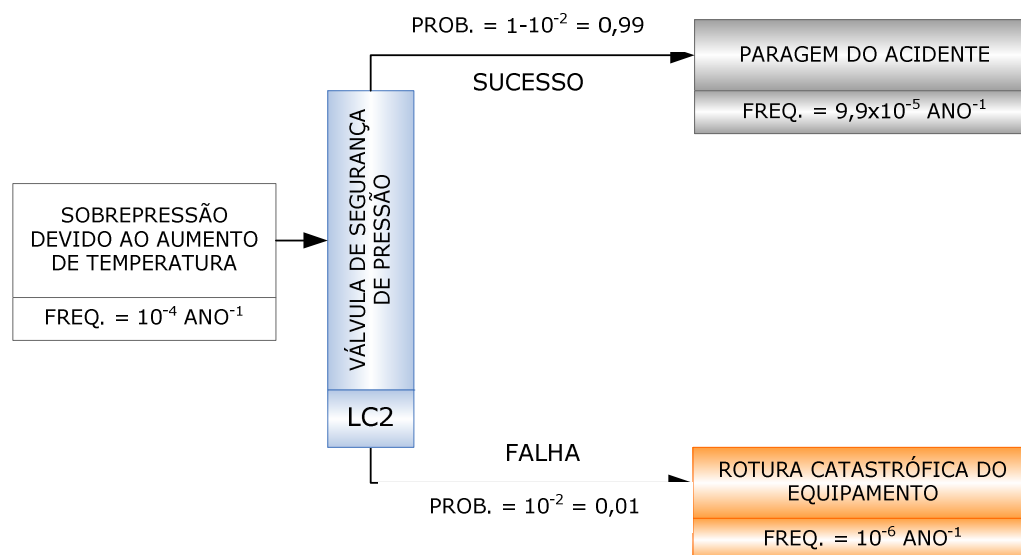 PROB. = 1-10⁻² = 0,99
SUCESSO
PARAGEM DO ACIDENTE
FREQ. = 9,9x10⁻⁵ ANO⁻¹
SOBREPRESSÃO
DEVIDO AO AUMENTO
DE TEMPERATURA
FREQ. = 10⁻⁴ ANO⁻¹
VÁLVULA DE SEGURANÇA
DE PRESSÃO
LC2
FALHA
PROB. = 10⁻² = 0,01
ROTURA CATASTRÓFICA DO
EQUIPAMENTO
FREQ. = 10⁻⁶ ANO⁻¹